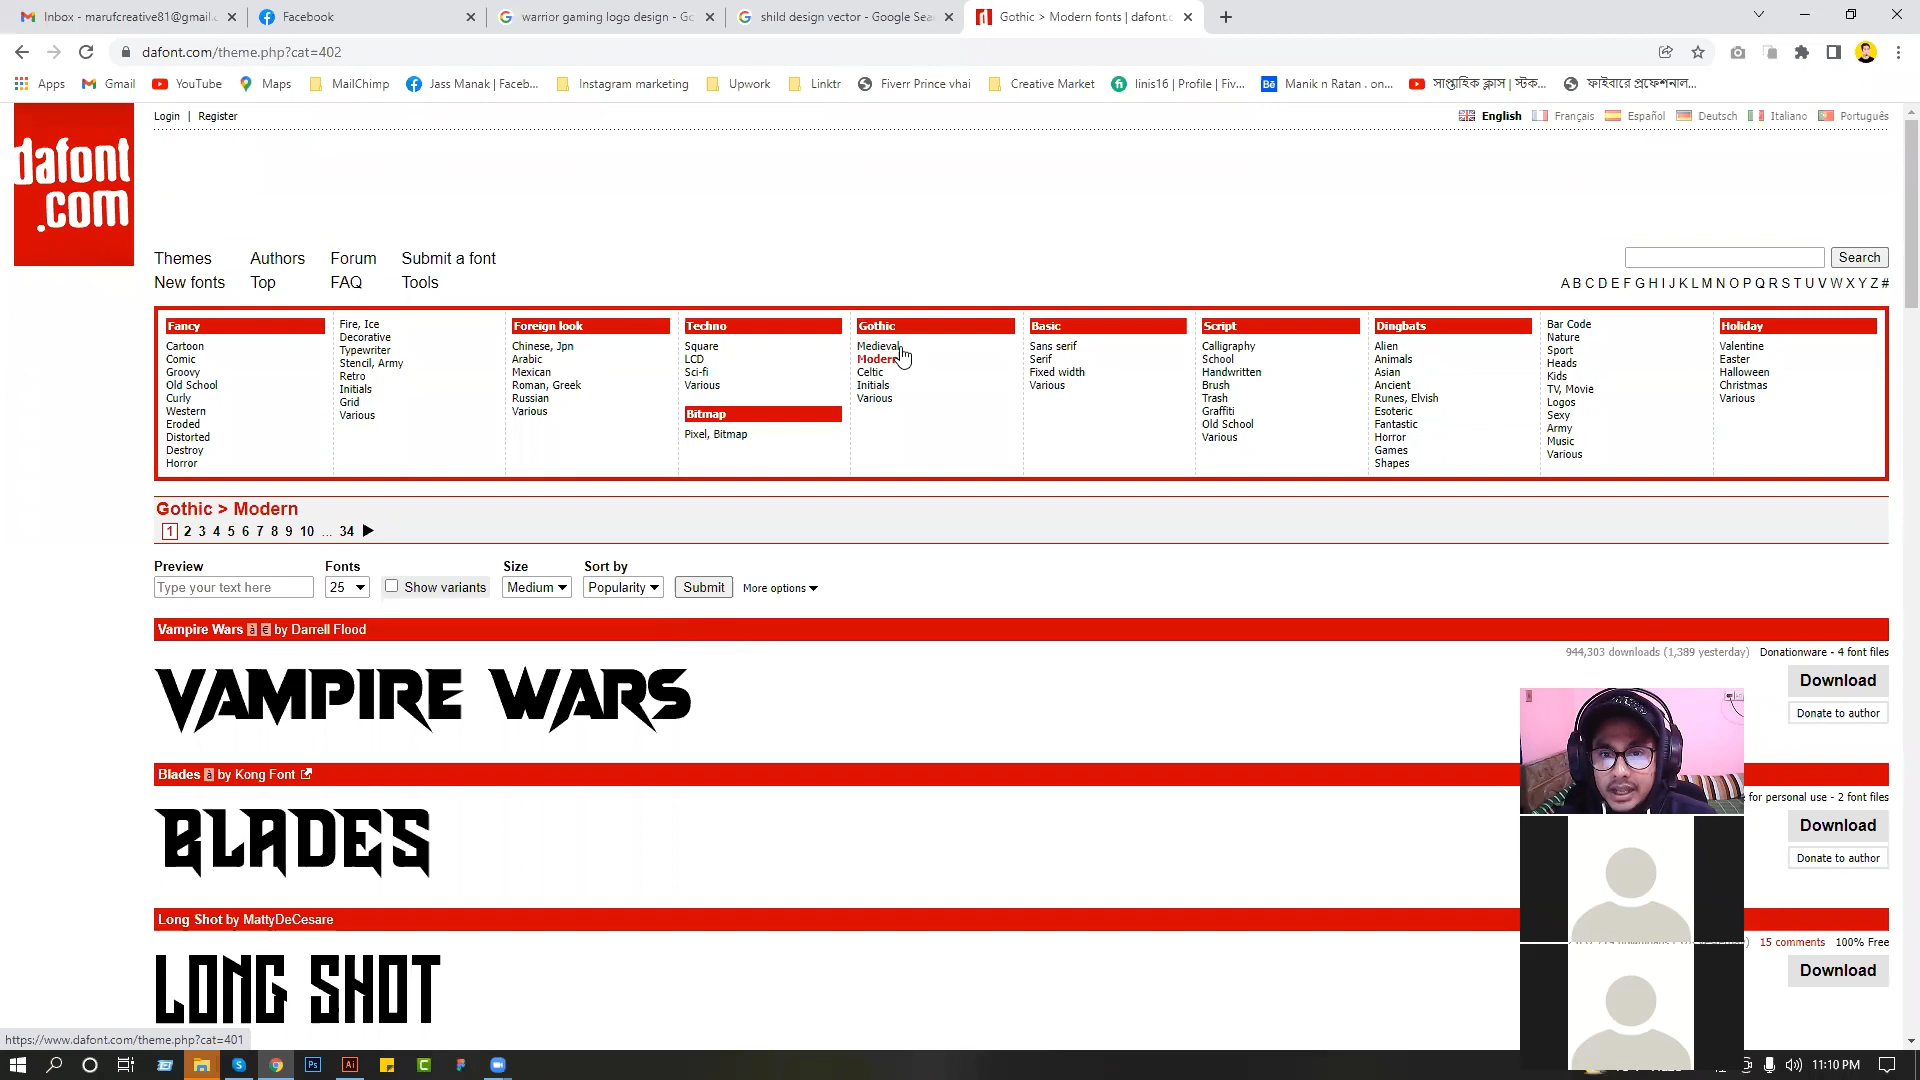 Inbox - marufcreative81@gmail.
Facebook
warrior gaming logo design - Go
shild design vector - Google Sea
Gothic > Modern fonts | dafont.c
dafont.com/theme.php?cat=402
Apps
Gmail
YouTube
Maps
MailChimp
Jass Manak | Faceb...
Instagram marketing
Upwork
Linktr
Fiverr Prince vhai
Creative Market
linis16 | Profile | Fiv...
Manik n Ratan . on...
সাপ্তাহিক ক্লাস | স্টক...
ফাইবারে প্রফেশনাল...
dafont
.com
Login | Register
English Français Español Deutsch Italiano Português
Themes Authors Forum Submit a font
New fonts Top FAQ Tools
Search
A B C D E F G H I J K L M N O P Q R S T U V W X Y Z #
Fancy
Cartoon
Comic
Groovy
Old School
Curly
Western
Eroded
Distorted
Destroy
Horror
Fire, Ice
Decorative
Typewriter
Stencil, Army
Retro
Initials
Grid
Various
Foreign look
Chinese, Jpn
Arabic
Mexican
Roman, Greek
Russian
Various
Techno
Square
LCD
Sci-fi
Various
Bitmap
Pixel, Bitmap
Gothic
Medieval
Modern
Celtic
Initials
Various
Basic
Sans serif
Serif
Fixed width
Various
Script
Calligraphy
School
Handwritten
Brush
Trash
Graffiti
Old School
Various
Dingbats
Alien
Animals
Asian
Ancient
Runes, Elvish
Esoteric
Fantastic
Horror
Games
Shapes
Bar Code
Nature
Sport
Heads
Kids
TV, Movie
Logos
Sexy
Army
Music
Various
Holiday
Valentine
Easter
Halloween
Christmas
Various
Gothic > Modern
1 2 3 4 5 6 7 8 9 10 ... 34
Preview Fonts Size Sort by
Type your text here 25 Show variants Medium Popularity Submit More options
Vampire Wars à € by Darrell Flood
944,303 downloads (1,389 yesterday) Donationware - 4 font files
VAMPIRE WARS
Download
Donate to author
Blades à by Kong Font
for personal use - 2 font files
BLADES
Download
Donate to author
Long Shot by MattyDeCesare
15 comments 100% Free
LONG SHOT
Download
https://www.dafont.com/theme.php?cat=401
11:10 PM